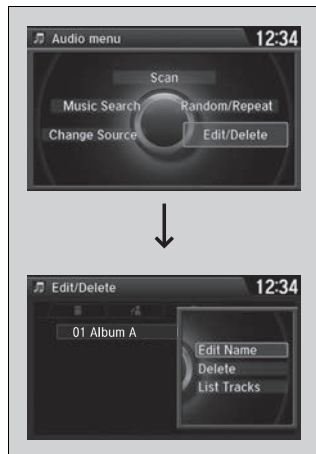 Audio menu 12:34
Scan
Music Search Random/Repeat
Change Source Edit/Delete
Edit/Delete 12:34
01 Album A
Edit Name
Delete
List Tracks